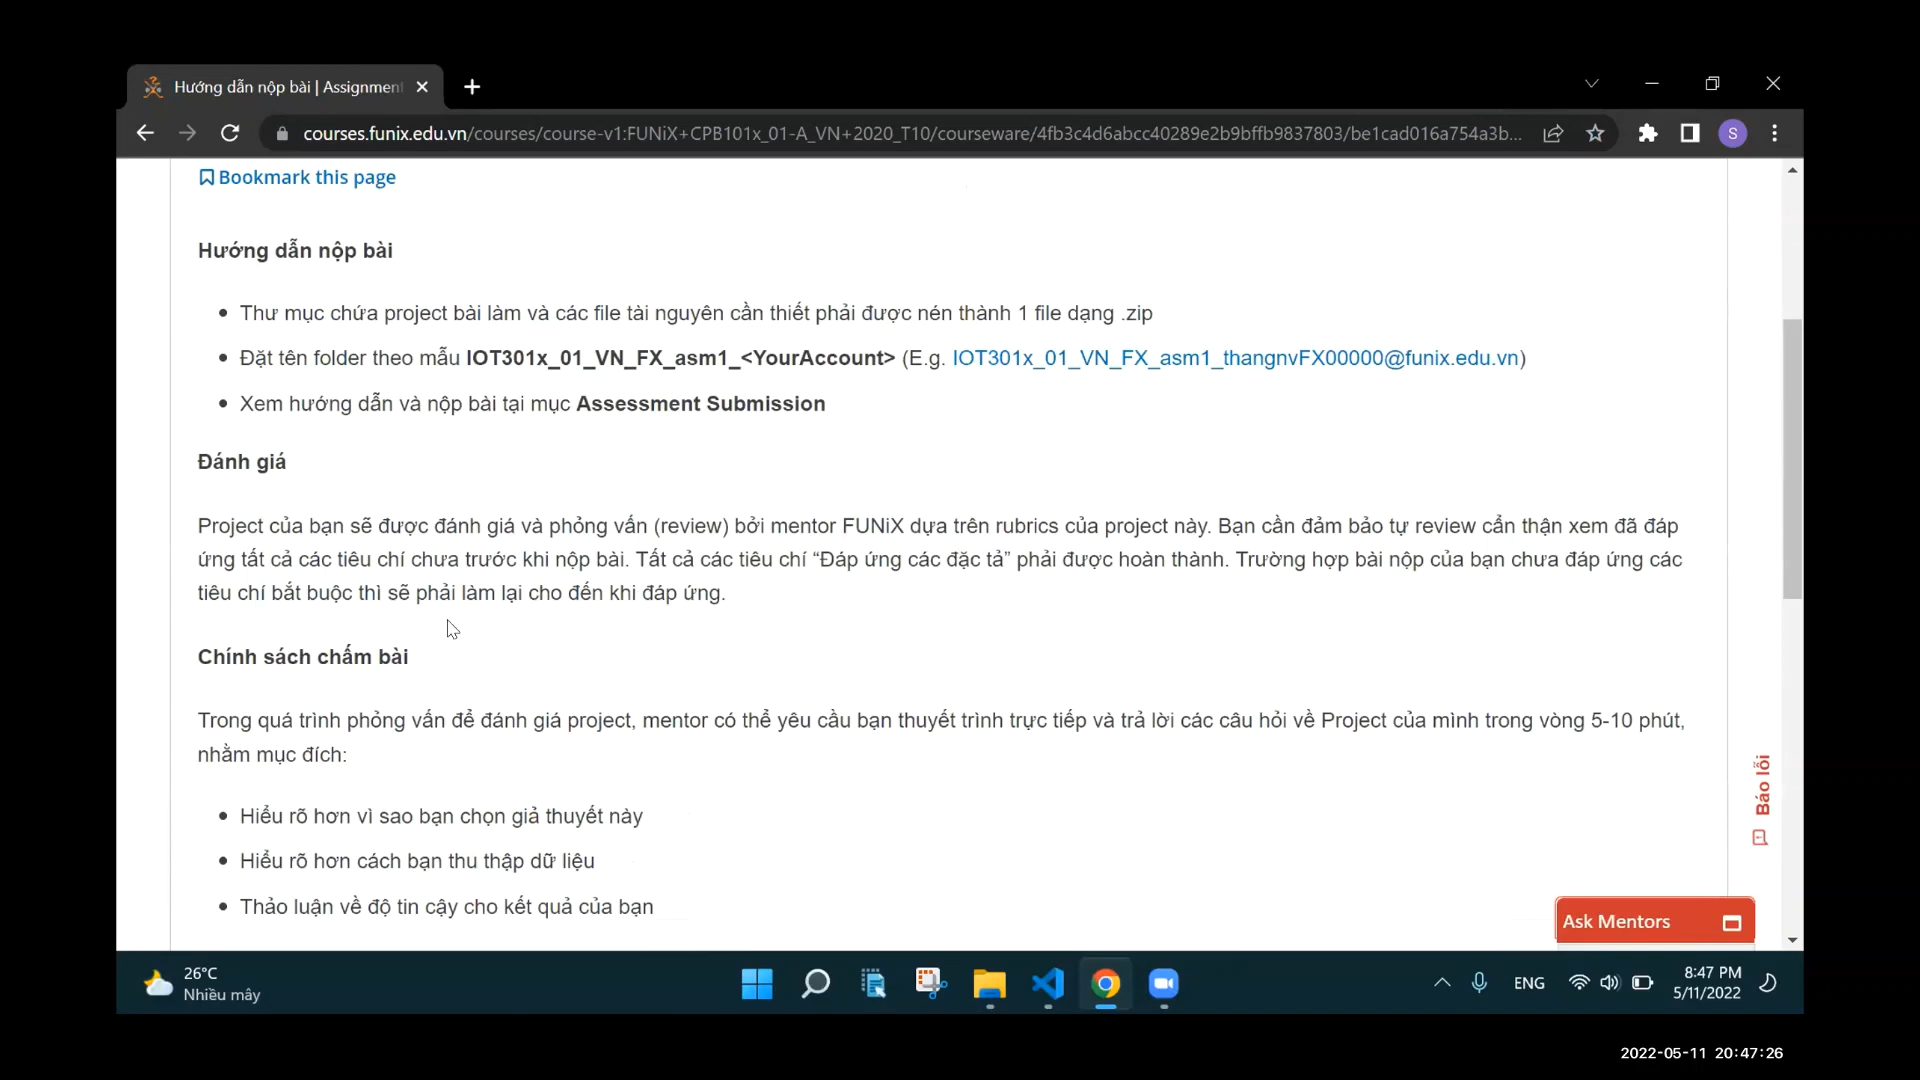 Hướng dẫn nộp bài | Assignmen
courses.funix.edu.vn/courses/course-v1:FUNiX+CPB101x_01-A_VN+2020_T10/courseware/4fb3c4d6abcc40289e2b9bffb9837803/be1cad016a754a3b...
S
Bookmark this page
Hướng dẫn nộp bài
Thư mục chứa project bài làm và các file tài nguyên cần thiết phải được nén thành 1 file dạng .zip
Đặt tên folder theo mẫu IOT301x_01_VN_FX_asm1_<YourAccount> (E.g. IOT301x_01_VN_FX_asm1_thangnvFX00000@funix.edu.vn)
Xem hướng dẫn và nộp bài tại mục Assessment Submission
Đánh giá
Project của bạn sẽ được đánh giá và phỏng vấn (review) bởi mentor FUNiX dựa trên rubrics của project này. Bạn cần đảm bảo tự review cẩn thận xem đã đáp
ứng tất cả các tiêu chí chưa trước khi nộp bài. Tất cả các tiêu chí “Đáp ứng các đặc tả” phải được hoàn thành. Trường hợp bài nộp của bạn chưa đáp ứng các
tiêu chí bắt buộc thì sẽ phải làm lại cho đến khi đáp ứng.
Chính sách chấm bài
Trong quá trình phỏng vấn để đánh giá project, mentor có thể yêu cầu bạn thuyết trình trực tiếp và trả lời các câu hỏi về Project của mình trong vòng 5-10 phút,
nhằm mục đích:
Hiểu rõ hơn vì sao bạn chọn giả thuyết này
Hiểu rõ hơn cách bạn thu thập dữ liệu
Thảo luận về độ tin cậy cho kết quả của bạn
Báo lỗi
Ask Mentors
26°C
Nhiều mây
ENG
8:47 PM
5/11/2022
2022-05-11 20:47:26